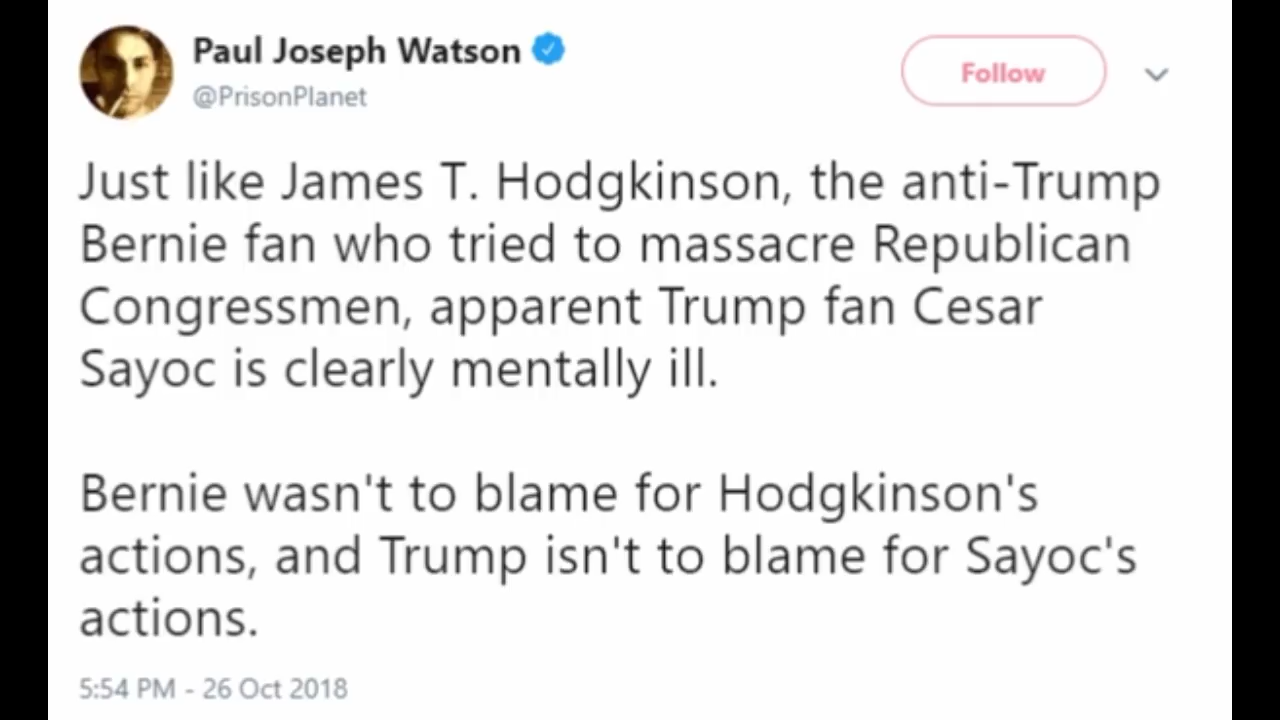 Paul Joseph Watson
@PrisonPlanet
Follow
Just like James T. Hodgkinson, the anti-Trump
Bernie fan who tried to massacre Republican
Congressmen, apparent Trump fan Cesar
Sayoc is clearly mentally ill.
Bernie wasn't to blame for Hodgkinson's
actions, and Trump isn't to blame for Sayoc's
actions.
5:54 PM - 26 Oct 2018